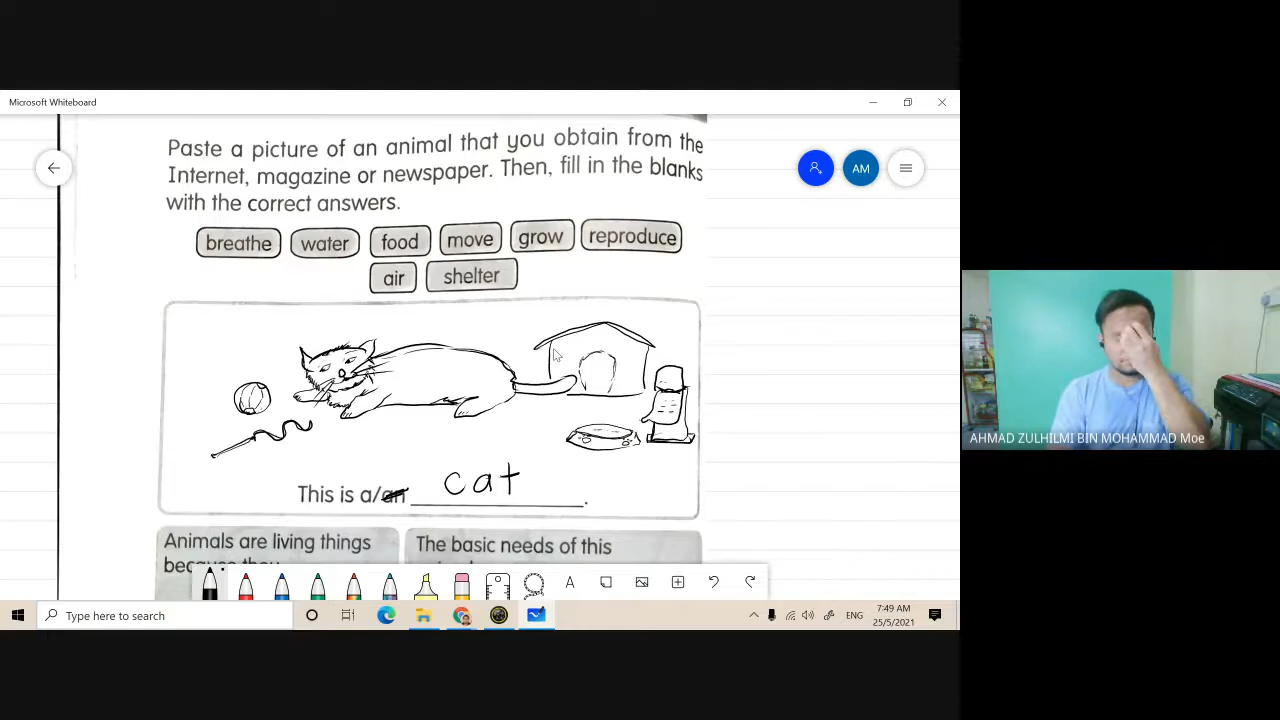 Microsoft Whiteboard
Paste a picture of an animal that you obtain from the
Internet, magazine or newspaper. Then, fill in the blanks
with the correct answers.
AM
breathe water food move grow reproduce
air shelter
This is a/an cat.
Animals are living things
The basic needs of this
AHMAD ZULHILMI BIN MOHAMMAD Moe
A
Type here to search
ENG
7:49 AM
25/5/2021